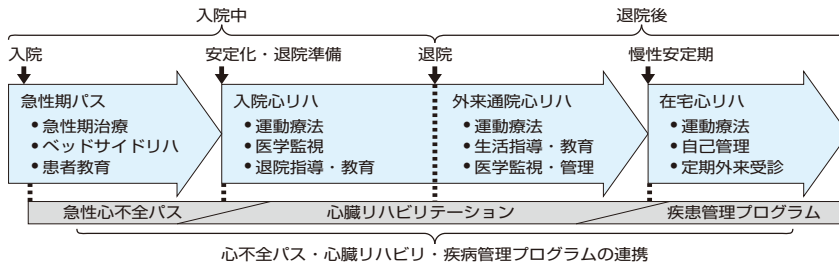 入院中
退院後
入院
安定化・退院準備
退院
慢性安定期
急性期パス
• 急性期治療
• ベッドサイドリハ
• 患者教育
入院心リハ
• 運動療法
• 医学監視
• 退院指導・教育
外来通院心リハ
• 運動療法
• 生活指導・教育
• 医学監視・管理
在宅心リハ
• 運動療法
• 自己管理
• 定期外来受診
急性心不全パス
心臓リハビリテーション
疾患管理プログラム
心不全パス・心臓リハビリ・疾病管理プログラムの連携